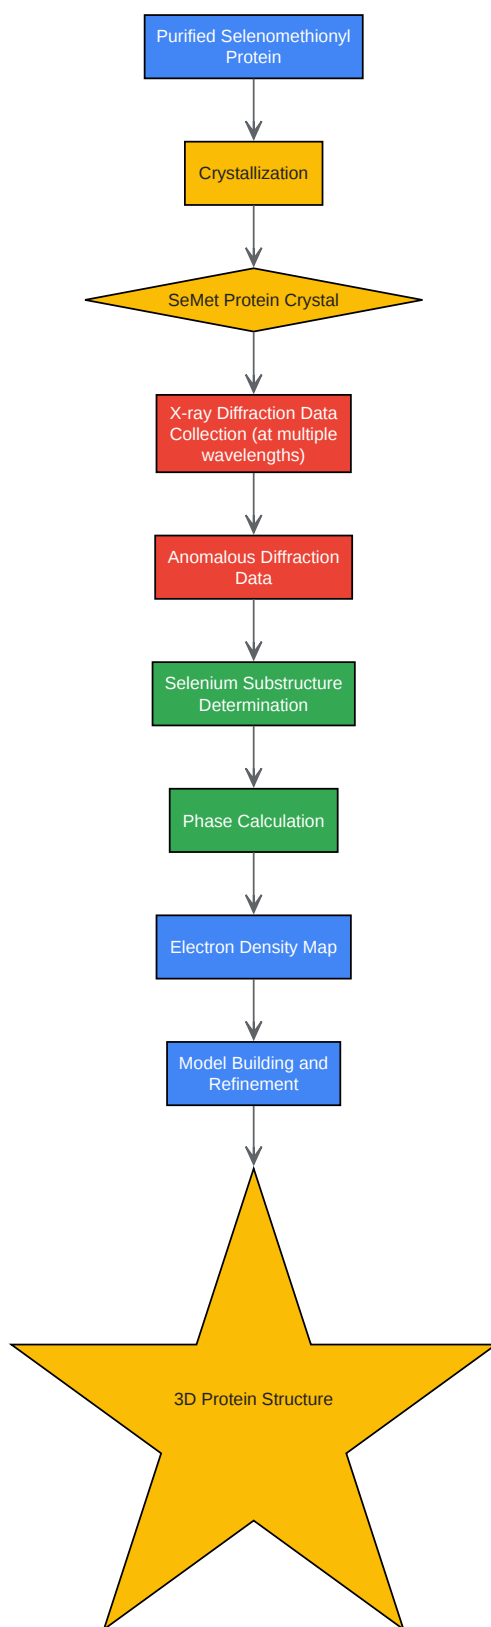 Purified Selenomethionyl
Protein
Crystallization
SeMet Protein Crystal
X-ray Diffraction Data
Collection (at multiple
wavelengths)
Anomalous Diffraction
Data
Selenium Substructure
Determination
Phase Calculation
Electron Density Map
Model Building and
Refinement
3D Protein Structure